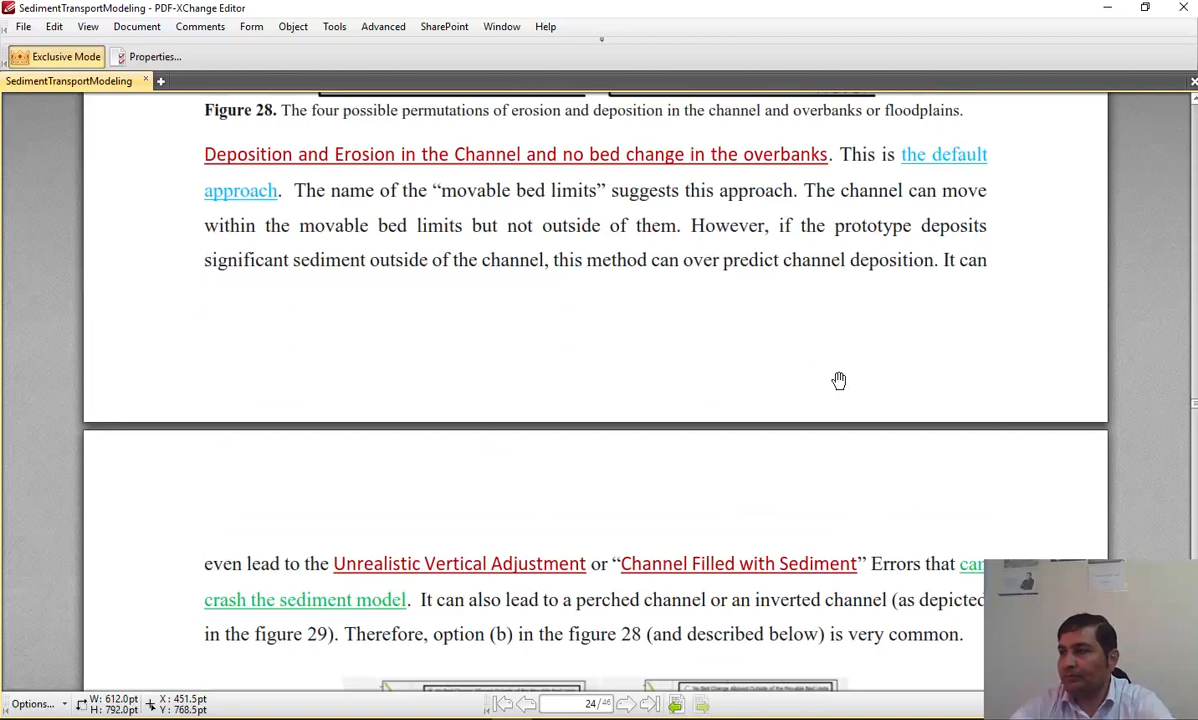 SedimentTransportModeling - PDF-XChange Editor
File Edit View Document Comments Form Object Tools Advanced SharePoint Window Help
Exclusive Mode Properties...
SedimentTransportModeling
Figure 28. The four possible permutations of erosion and deposition in the channel and overbanks or floodplains.
Deposition and Erosion in the Channel and no bed change in the overbanks. This is the default
approach. The name of the “movable bed limits” suggests this approach. The channel can move
within the movable bed limits but not outside of them. However, if the prototype deposits
significant sediment outside of the channel, this method can over predict channel deposition. It can
even lead to the Unrealistic Vertical Adjustment or “Channel Filled with Sediment” Errors that can
crash the sediment model. It can also lead to a perched channel or an inverted channel (as depicted
in the figure 29). Therefore, option (b) in the figure 28 (and described below) is very common.
Options...
W: 612.0pt
H: 792.0pt
X: 451.5pt
Y: 768.5pt
24 / 46